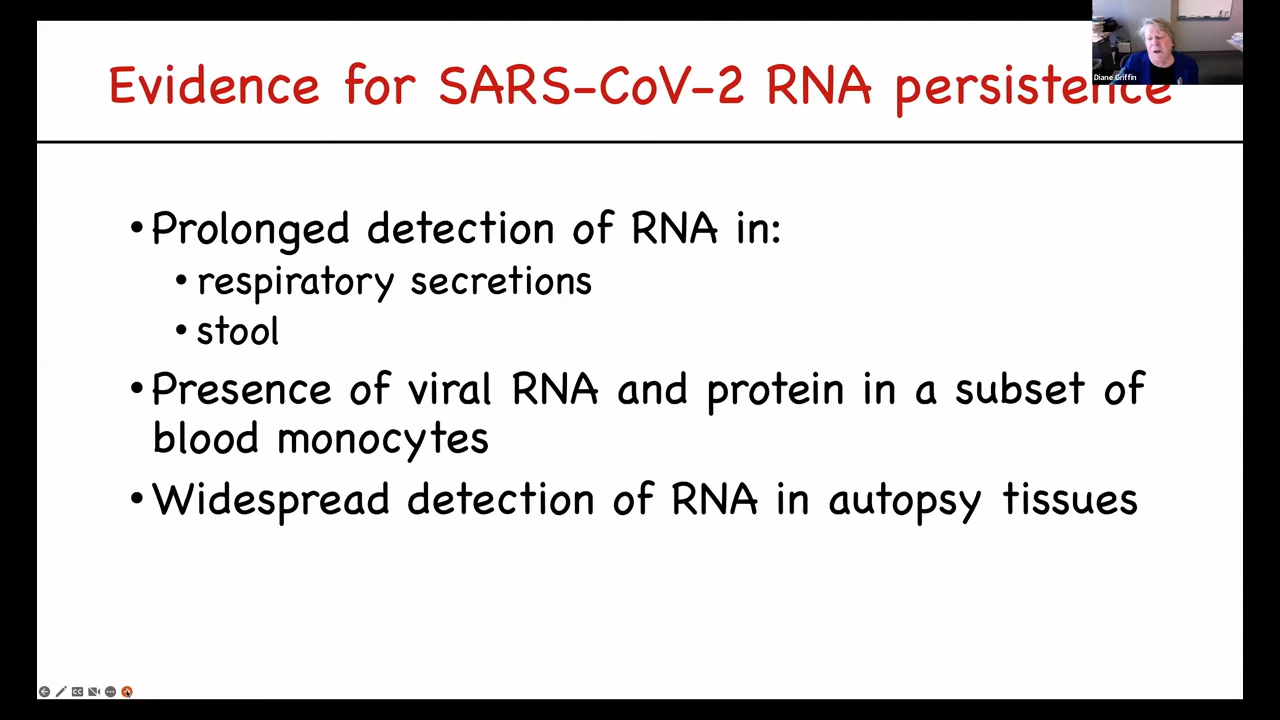 Evidence for SARS-CoV-2 RNA persistence
Diane Griffin
• Prolonged detection of RNA in:
• respiratory secretions
• stool
• Presence of viral RNA and protein in a subset of
blood monocytes
• Widespread detection of RNA in autopsy tissues
CC